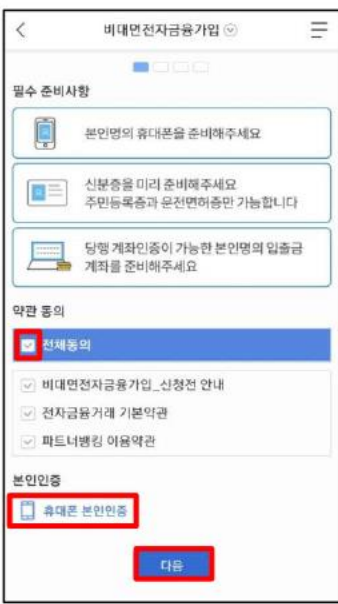 비대면전자금융가입
필수 준비사항
본인명의 휴대폰을 준비해주세요
신분증을 미리 준비해주세요
주민등록증과 운전면허증만 가능합니다
당행 계좌인증이 가능한 본인명의 입출금
계좌를 준비해주세요
약관 동의
전체동의
비대면전자금융가입_신청전 안내
전자금융거래 기본약관
파트너뱅킹 이용약관
본인인증
휴대폰 본인인증
다음